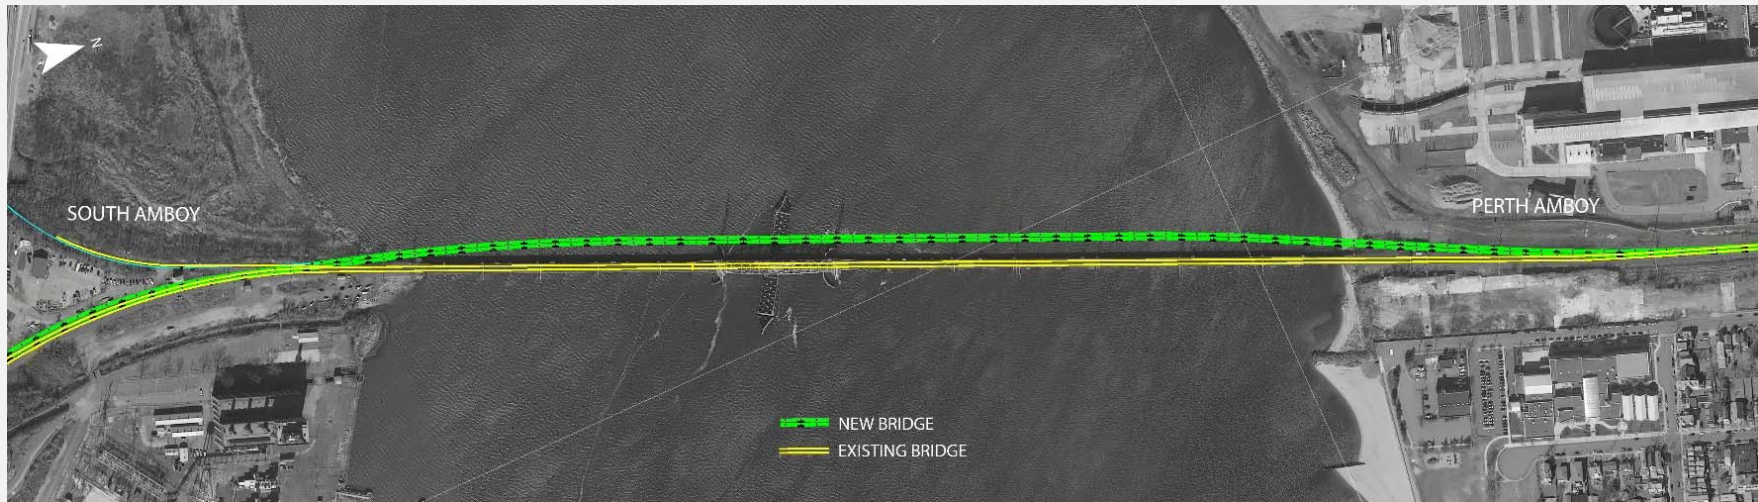 N
SOUTH AMBOY
PERTH AMBOY
NEW BRIDGE
EXISTING BRIDGE